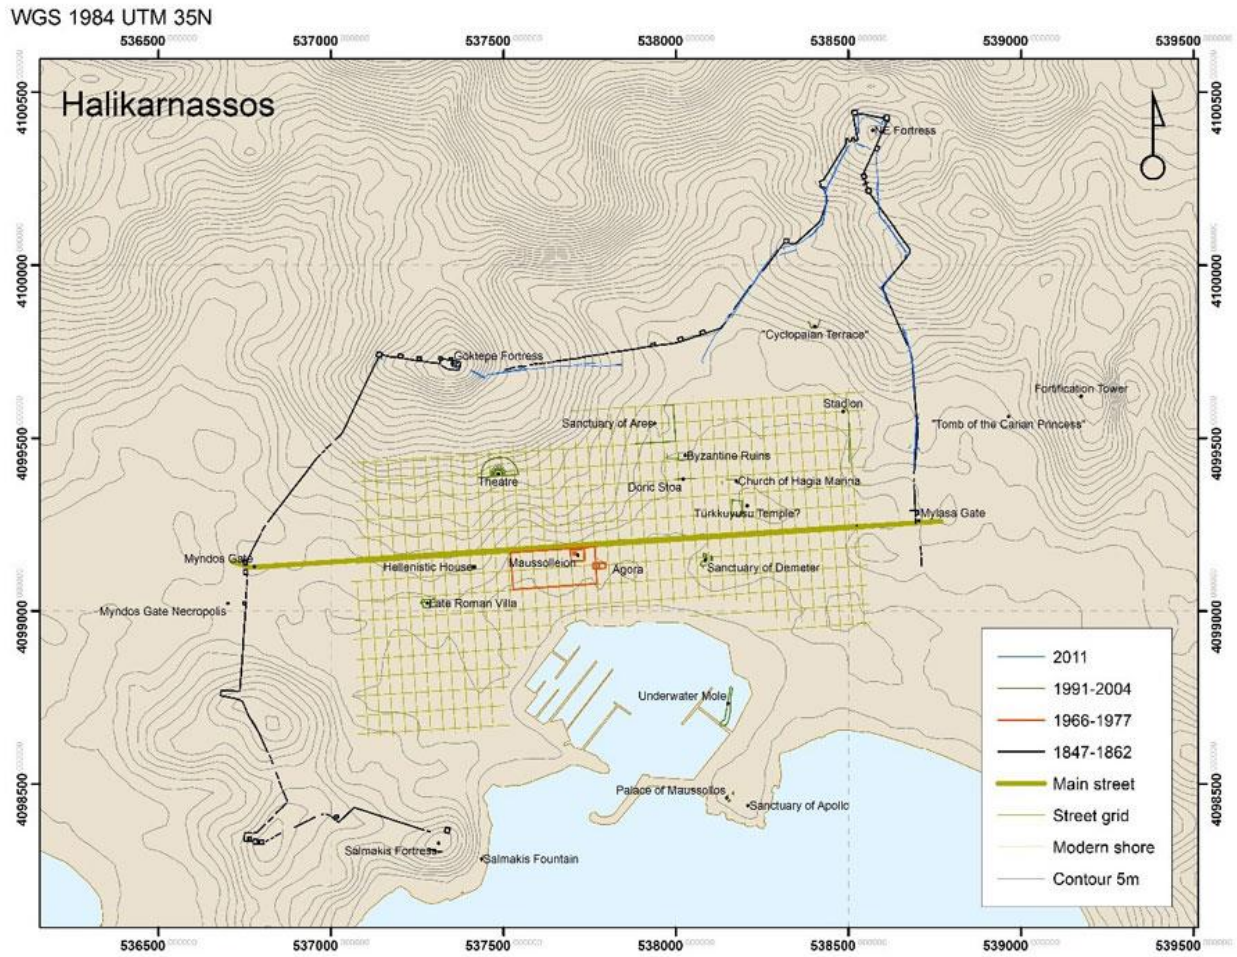 WGS 1984 UTM 35N
536500 537000 537500 538000 538500 539000 539500
4100500 4100500
Halikarnassos
NE Fortress
4100000 4100000
"Cyclopaian Terrace"
Göktepe Fortress
Fortification Tower
Stadion
"Tomb of the Carian Princess"
Sanctuary of Ares
4099500 4099500
Byzantine Ruins
Theatre
Doric Stoa
Church of Hagia Marina
Türkkuyusu Temple?
Mylasa Gate
Myndos Gate
Hellenistic House
Maussolleion
Agora
Sanctuary of Demeter
Late Roman Villa
Myndos Gate Necropolis
4099000 4099000
Underwater Mole
Palace of Maussollos
Sanctuary of Apollo
4098500 4098500
Salmakis Fortress
Salmakis Fountain
2011
1991-2004
1966-1977
1847-1862
Main street
Street grid
Modern shore
Contour 5m
536500 537000 537500 538000 538500 539000 539500